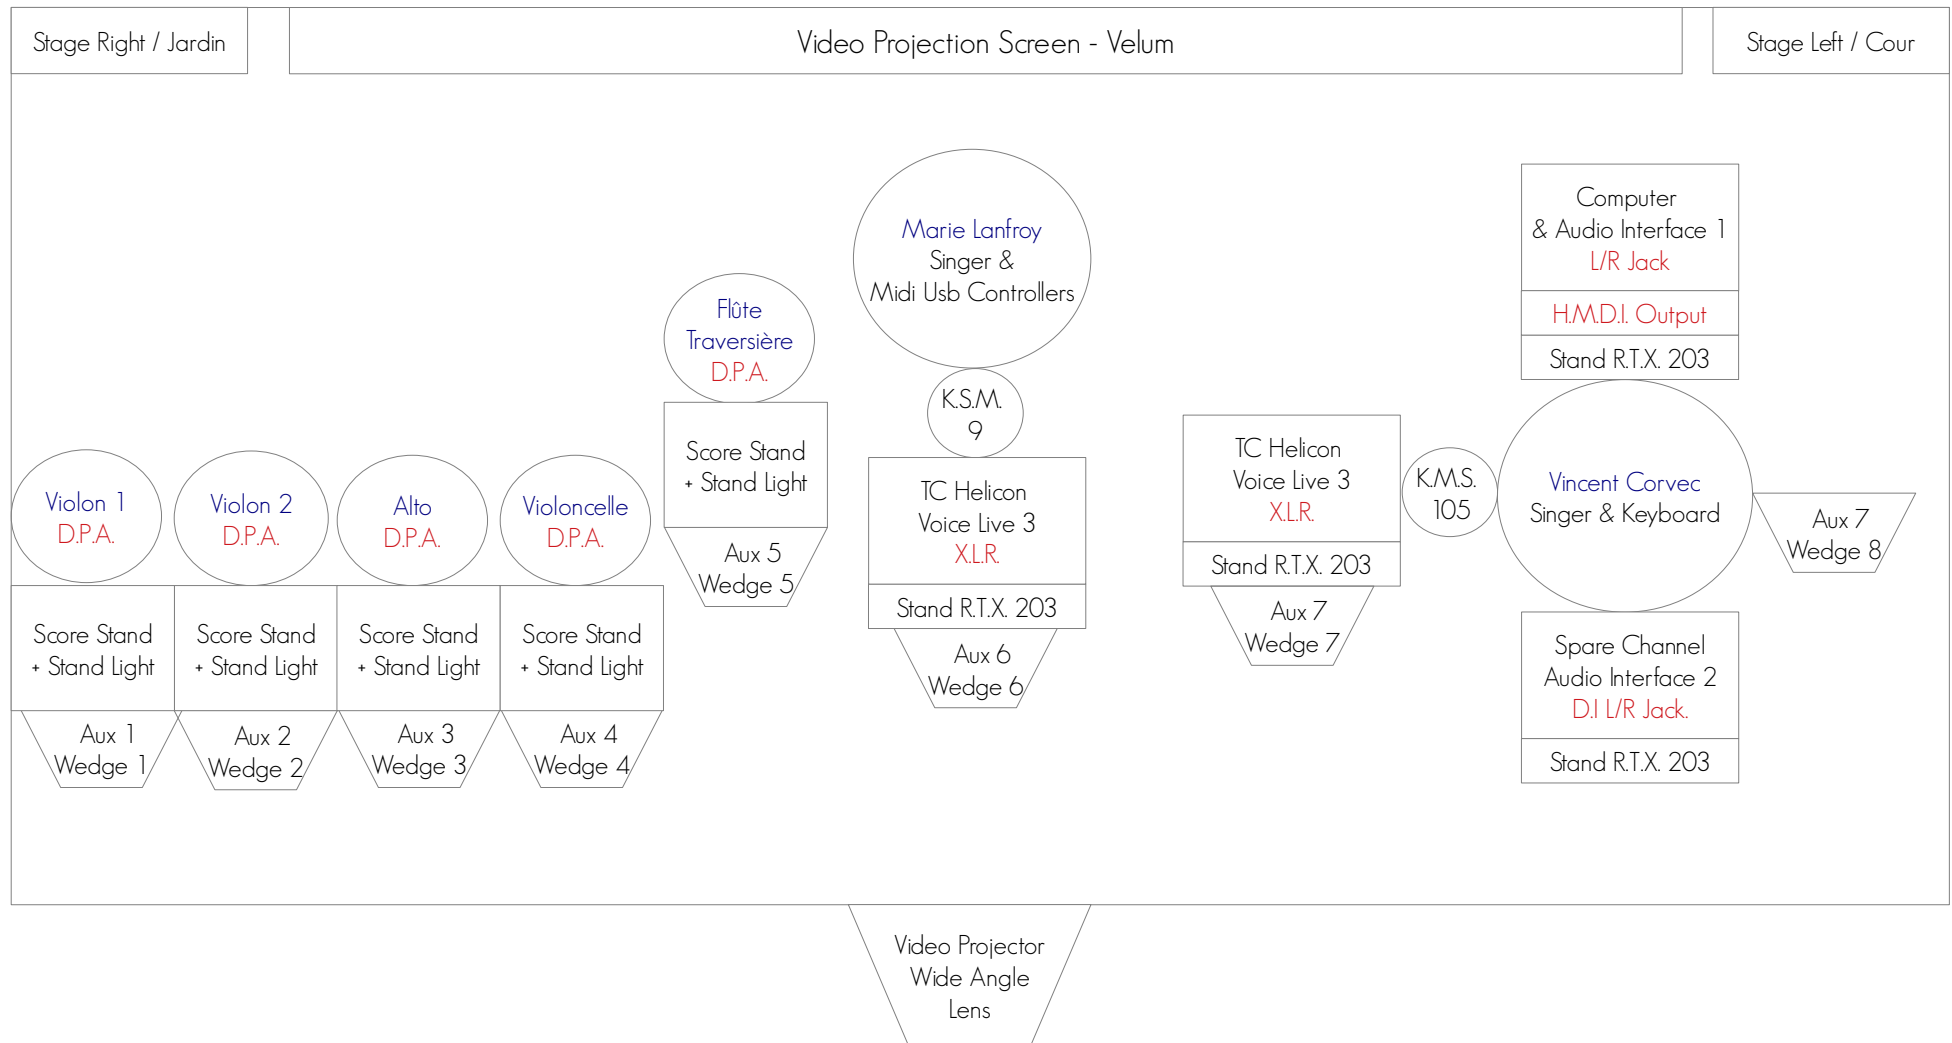 Stage Right / Jardin
Video Projection Screen - Velum
Stage Left / Cour
Violon 1
D.P.A.
Score Stand
+ Stand Light
Aux 1
Wedge 1
Violon 2
D.P.A.
Score Stand
+ Stand Light
Aux 2
Wedge 2
Alto
D.P.A.
Score Stand
+ Stand Light
Aux 3
Wedge 3
Violoncelle
D.P.A.
Score Stand
+ Stand Light
Aux 4
Wedge 4
Flûte
Traversière
D.P.A.
Score Stand
+ Stand Light
Aux 5
Wedge 5
Marie Lanfroy
Singer &
Midi Usb Controllers
K.S.M.
9
TC Helicon
Voice Live 3
X.L.R.
Stand R.T.X. 203
Aux 6
Wedge 6
TC Helicon
Voice Live 3
X.L.R.
Stand R.T.X. 203
Aux 7
Wedge 7
K.M.S.
105
Computer
& Audio Interface 1
L/R Jack
H.M.D.I. Output
Stand R.T.X. 203
Vincent Corvec
Singer & Keyboard
Aux 7
Wedge 8
Spare Channel
Audio Interface 2
D.I L/R Jack.
Stand R.T.X. 203
Video Projector
Wide Angle
Lens